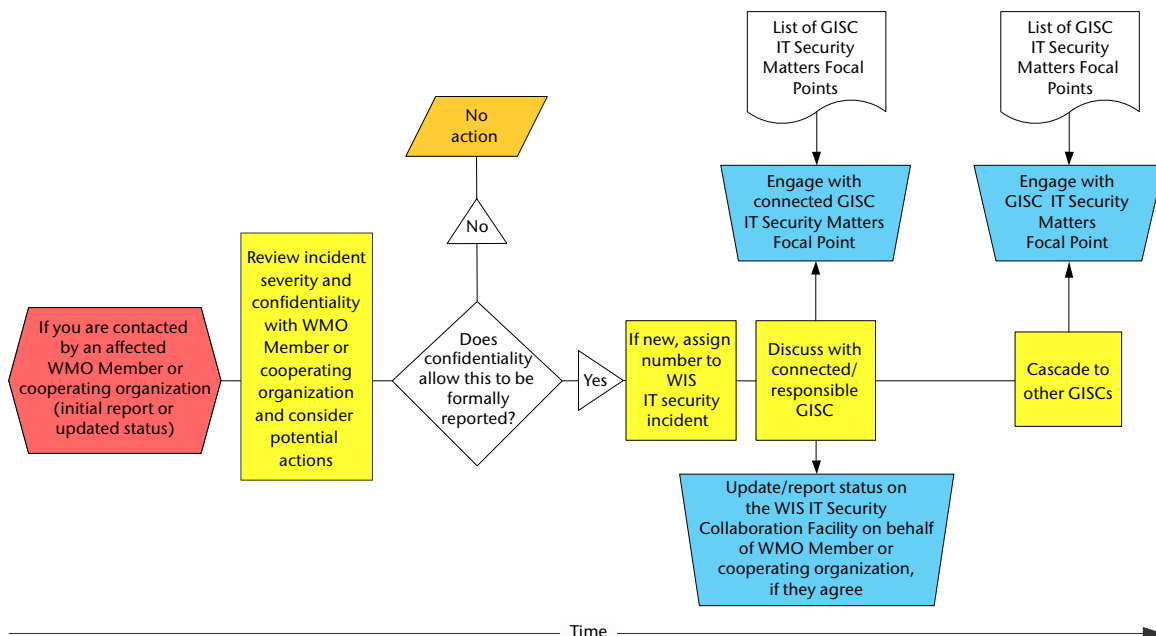 If you are contacted
by an affected
WMO Member or
cooperating organization
(initial report or
updated status)
Review incident
severity and
confidentiality
with WMO
Member or
cooperating
organization
and consider
potential
actions
No
action
No
Does
confidentiality
allow this to be
formally
reported?
Yes
If new, assign
number to
WIS
IT security
incident
List of GISC
IT Security
Matters Focal
Points
Engage with
connected GISC
IT Security Matters
Focal Point
Discuss with
connected/
responsible
GISC
Update/report status on
the WIS IT Security
Collaboration Facility on behalf
of WMO Member or
cooperating organization,
if they agree
List of GISC
IT Security
Matters Focal
Points
Engage with
GISC IT Security
Matters
Focal Point
Cascade to
other GISCs
Time